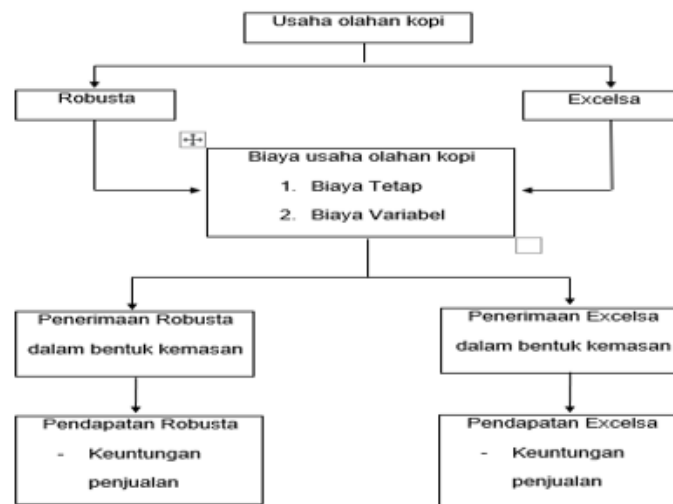 Usaha olahan kopi
Robusta
Excelsa
Biaya usaha olahan kopi
1. Biaya Tetap
2. Biaya Variabel
Penerimaan Robusta
dalam bentuk kemasan
Penerimaan Excelsa
dalam bentuk kemasan
Pendapatan Robusta
- Keuntungan
penjualan
Pendapatan Excelsa
- Keuntungan
penjualan